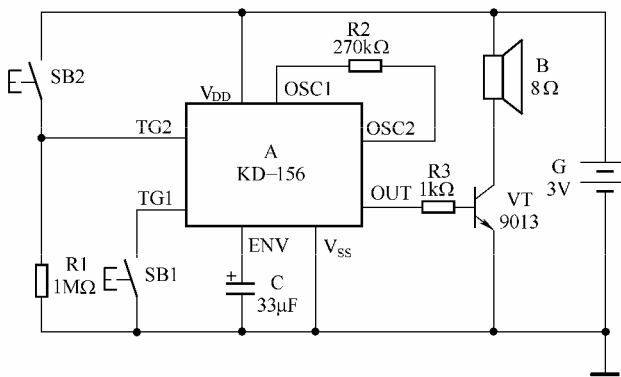 R2
270kΩ
SB2
VDD
OSC1
B
8Ω
TG2
OSC2
A
KD-156
G
3V
TG1
OUT
R3
1kΩ
VT
9013
ENV
VSS
R1
1MΩ
SB1
+
C
33μF